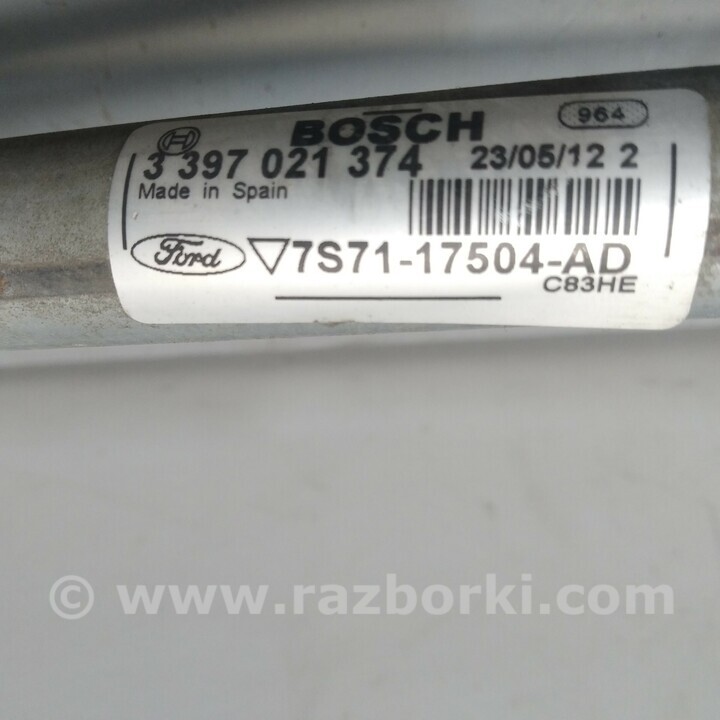 BOSCH
964
3 397 021 374
23/05/12 2
Made in Spain
Ford
7S71-17504-AD
C83HE
© www.razborki.com